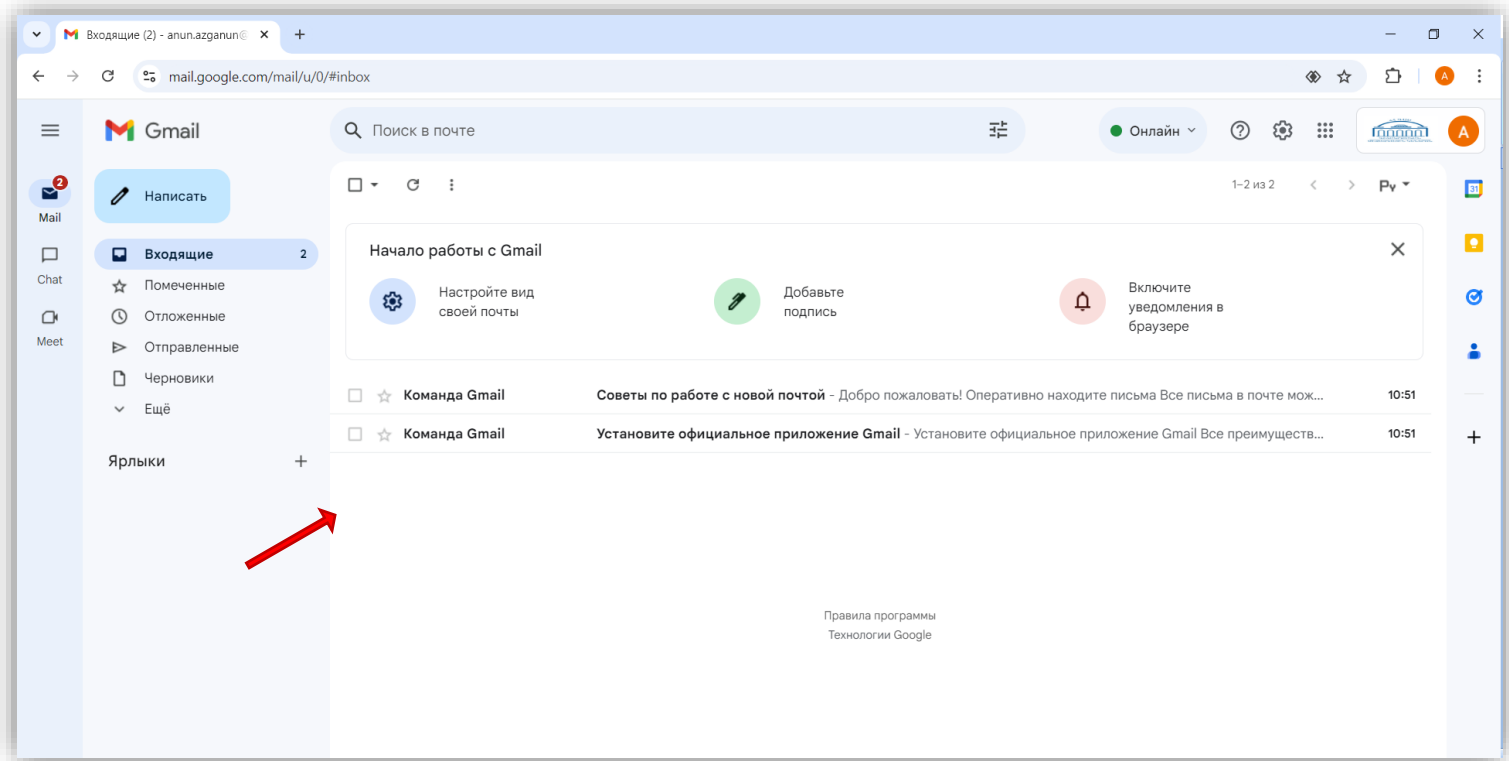 Входящие (2) - anun.azganun@
mail.google.com/mail/u/0/#inbox
Gmail
Поиск в почте
Онлайн
A
2
Mail
Chat
Meet
Написать
Входящие 2
Помеченные
Отложенные
Отправленные
Черновики
Ещё
Ярлыки
1–2 из 2
Начало работы с Gmail
Настройте вид
своей почты
Добавьте
подпись
Включите
уведомления в
браузере
Команда Gmail Советы по работе с новой почтой - Добро пожаловать! Оперативно находите письма Все письма в почте мож... 10:51
Команда Gmail Установите официальное приложение Gmail - Установите официальное приложение Gmail Все преимуществ... 10:51
Правила программы
Технологии Google
31